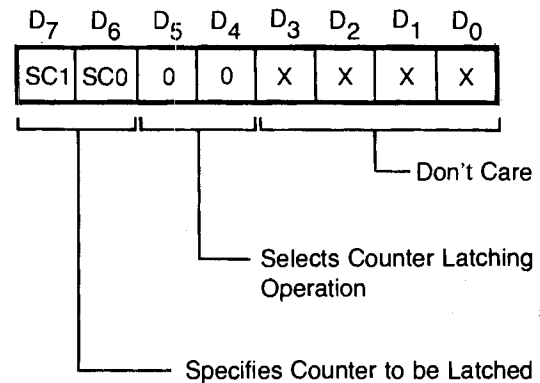 D7 D6 D5 D4 D3 D2 D1 D0
SC1 SC0 0 0 X X X X
Don't Care
Selects Counter Latching
Operation
Specifies Counter to be Latched